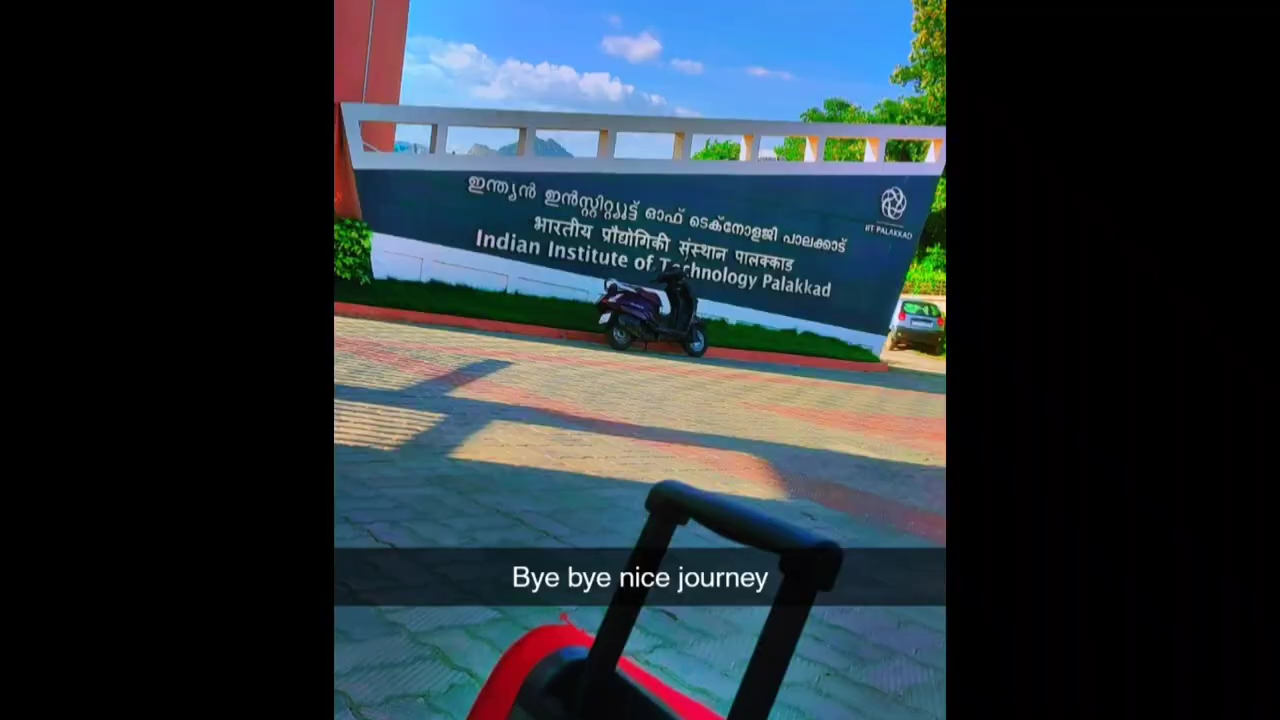 ഇന്ത്യൻ ഇൻസ്റ്റിറ്റ്യൂട്ട് ഓഫ് ടെക്നോളജി പാലക്കാട്
भारतीय प्रौद्योगिकी संस्थान पालक्काड
Indian Institute of Technology Palakkad
IIT PALAKKAD
Bye bye nice journey